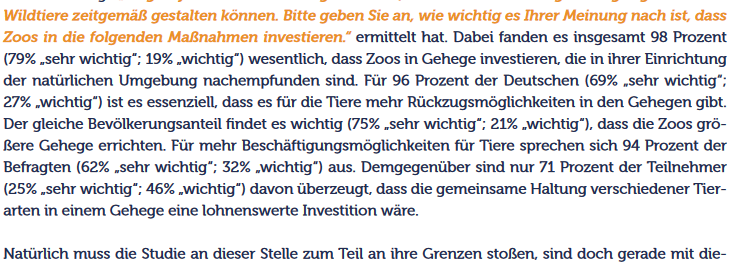 Wildtiere zeitgemäß gestalten können. Bitte geben Sie an, wie wichtig es Ihrer Meinung nach ist, dass
Zoos in die folgenden Maßnahmen investieren.“ ermittelt hat. Dabei fanden es insgesamt 98 Prozent
(79% „sehr wichtig“; 19% „wichtig“) wesentlich, dass Zoos in Gehege investieren, die in ihrer Einrichtung
der natürlichen Umgebung nachempfunden sind. Für 96 Prozent der Deutschen (69% „sehr wichtig“;
27% „wichtig“) ist es essenziell, dass es für die Tiere mehr Rückzugsmöglichkeiten in den Gehegen gibt.
Der gleiche Bevölkerungsanteil findet es wichtig (75% „sehr wichtig“; 21% „wichtig“), dass die Zoos grö-
ßere Gehege errichten. Für mehr Beschäftigungsmöglichkeiten für Tiere sprechen sich 94 Prozent der
Befragten (62% „sehr wichtig“; 32% „wichtig“) aus. Demgegenüber sind nur 71 Prozent der Teilnehmer
(25% „sehr wichtig“; 46% „wichtig“) davon überzeugt, dass die gemeinsame Haltung verschiedener Tier-
arten in einem Gehege eine lohnenswerte Investition wäre.
Natürlich muss die Studie an dieser Stelle zum Teil an ihre Grenzen stoßen, sind doch gerade mit die-